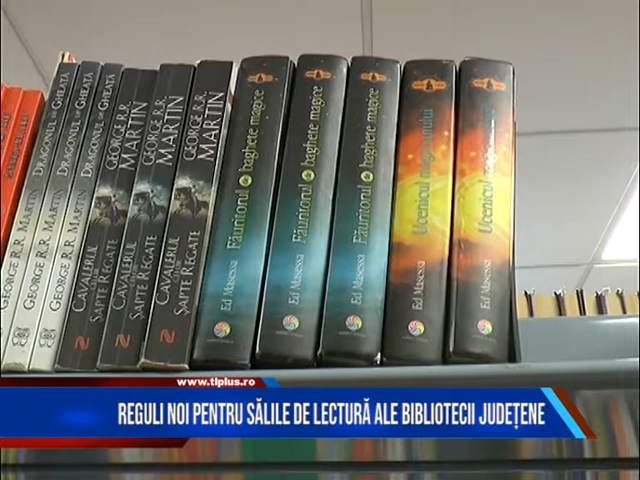 GEORGE R.R. MARTIN DRAGONUL DE GHEAȚĂ
GEORGE R.R. MARTIN DRAGONUL DE GHEAȚĂ
GEORGE R.R. MARTIN DRAGONUL DE GHEAȚĂ
CAVALERUL CELOR ȘAPTE REGATE GEORGE R.R. MARTIN
CAVALERUL CELOR ȘAPTE REGATE GEORGE R.R. MARTIN
CAVALERUL CELOR ȘAPTE REGATE GEORGE R.R. MARTIN
Ed Masessa Făuritorul de baghete magice
Ed Masessa Făuritorul de baghete magice
Ed Masessa Făuritorul de baghete magice
Ed Masessa Ucenicul magicianului
Ed Masessa Ucenicul
www.tlplus.ro
REGULI NOI PENTRU SĂLILE DE LECTURĂ ALE BIBLIOTECII JUDEȚENE